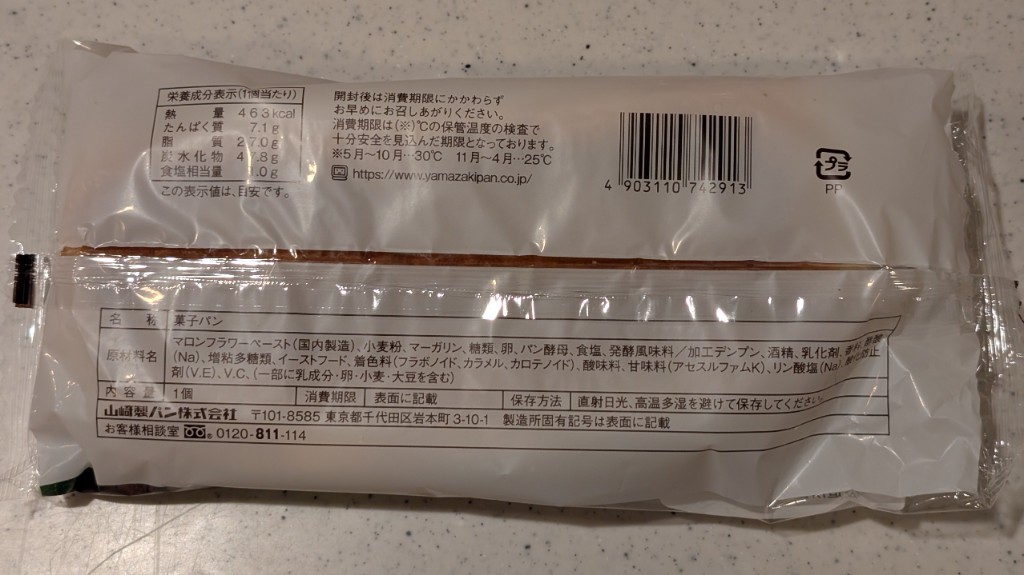 栄養成分表示(1個当たり)
熱 量 463kcal
たんぱく質 7.1g
脂 質 27.0g
炭水化物 47.8g
食塩相当量 1.0g
この表示値は、目安です。
開封後は消費期限にかかわらず
お早めにお召しあがりください。
消費期限は(※)℃の保管温度の検査で
十分安全を見込んだ期限となっております。
※5月~10月…30℃ 11月~4月…25℃
https://www.yamazakipan.co.jp/
4 903110 742913
プラ
PP
名 称 菓子パン
原材料名 マロンフラワーペースト(国内製造)、小麦粉、マーガリン、糖類、卵、パン酵母、食塩、発酵風味料/加工デンプン、酒精、乳化剤、
(Na)、増粘多糖類、イーストフード、着色料(フラボノイド、カラメル、カロテノイド)、酸味料、甘味料(アセスルファムK)、リン酸塩(Na)、
剤(V.E)、V.C、(一部に乳成分・卵・小麦・大豆を含む)
内容量 1個 消費期限 表面に記載 保存方法 直射日光、高温多湿を避けて保存してください。
山崎製パン株式会社 〒101-8585 東京都千代田区岩本町3-10-1 製造所固有記号は表面に記載
お客様相談室 0120-811-114